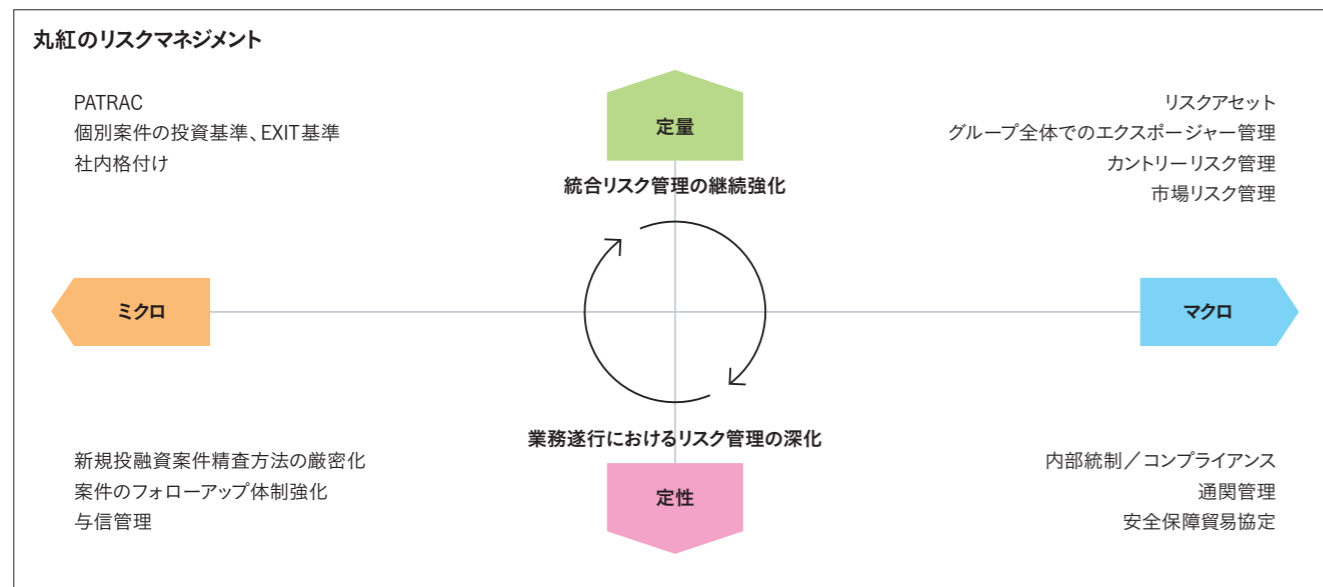 丸紅のリスクマネジメント
PATRAC
個別案件の投資基準、EXIT基準
社内格付け
定量
統合リスク管理の継続強化
リスクアセット
グループ全体でのエクスポージャー管理
カントリーリスク管理
市場リスク管理
ミクロ
マクロ
業務遂行におけるリスク管理の深化
定性
新規投融資案件精査方法の厳密化
案件のフォローアップ体制強化
与信管理
内部統制／コンプライアンス
通関管理
安全保障貿易協定